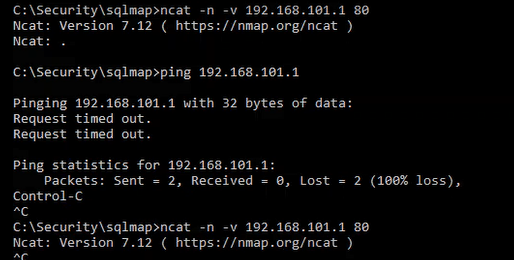 C:\Security\sqlmap>ncat -n -v 192.168.101.1 80
Ncat: Version 7.12 ( https://nmap.org/ncat )
Ncat: .
C:\Security\sqlmap>ping 192.168.101.1
Pinging 192.168.101.1 with 32 bytes of data:
Request timed out.
Request timed out.
Ping statistics for 192.168.101.1:
    Packets: Sent = 2, Received = 0, Lost = 2 (100% loss),
Control-C
^C
C:\Security\sqlmap>ncat -n -v 192.168.101.1 80
Ncat: Version 7.12 ( https://nmap.org/ncat )
^C